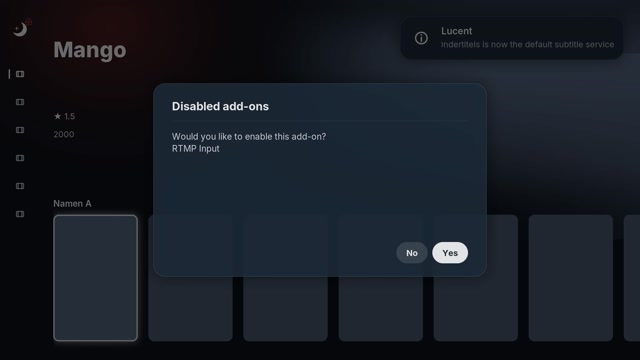 Mango
Lucent
Indertitels is now the default subtitle service
★ 1.5
2000
Disabled add-ons
Would you like to enable this add-on?
RTMP Input
Namen A
No
Yes